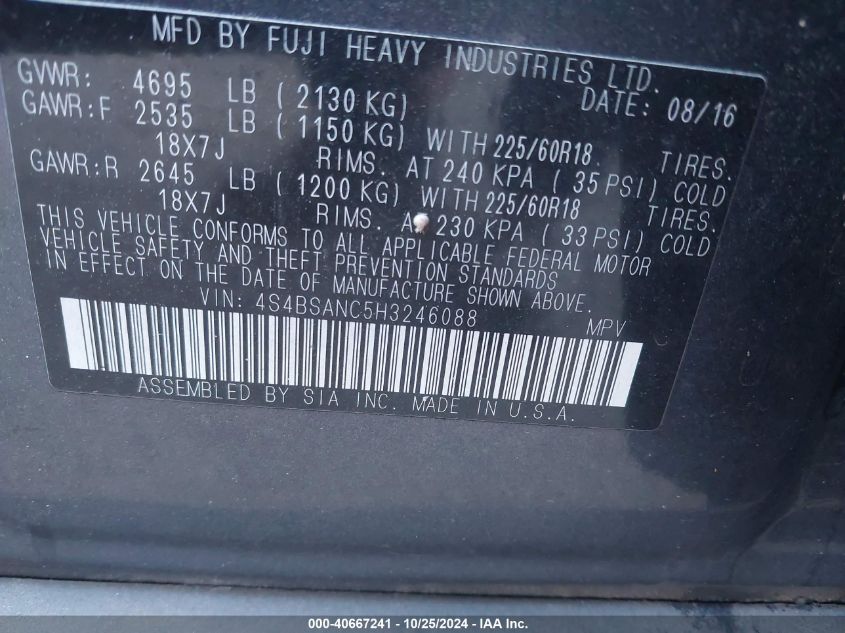 MFD BY FUJI HEAVY INDUSTRIES LTD.
GVWR: 4695 LB ( 2130 KG) DATE: 08/16
GAWR:F 2535 LB ( 1150 KG) WITH 225/60R18 TIRES.
18X7J RIMS. AT 240 KPA ( 35 PSI) COLD
GAWR:R 2645 LB ( 1200 KG) WITH 225/60R18 TIRES.
18X7J RIMS. A 230 KPA ( 33 PSI) COLD
THIS VEHICLE CONFORMS TO ALL APPLICABLE FEDERAL MOTOR
VEHICLE SAFETY AND THEFT PREVENTION STANDARDS
IN EFFECT ON THE DATE OF MANUFACTURE SHOWN ABOVE.
VIN: 4S4BSANC5H3246088 MPV
ASSEMBLED BY SIA INC. MADE IN U.S.A.
000-40667241 - 10/25/2024 - IAA Inc.